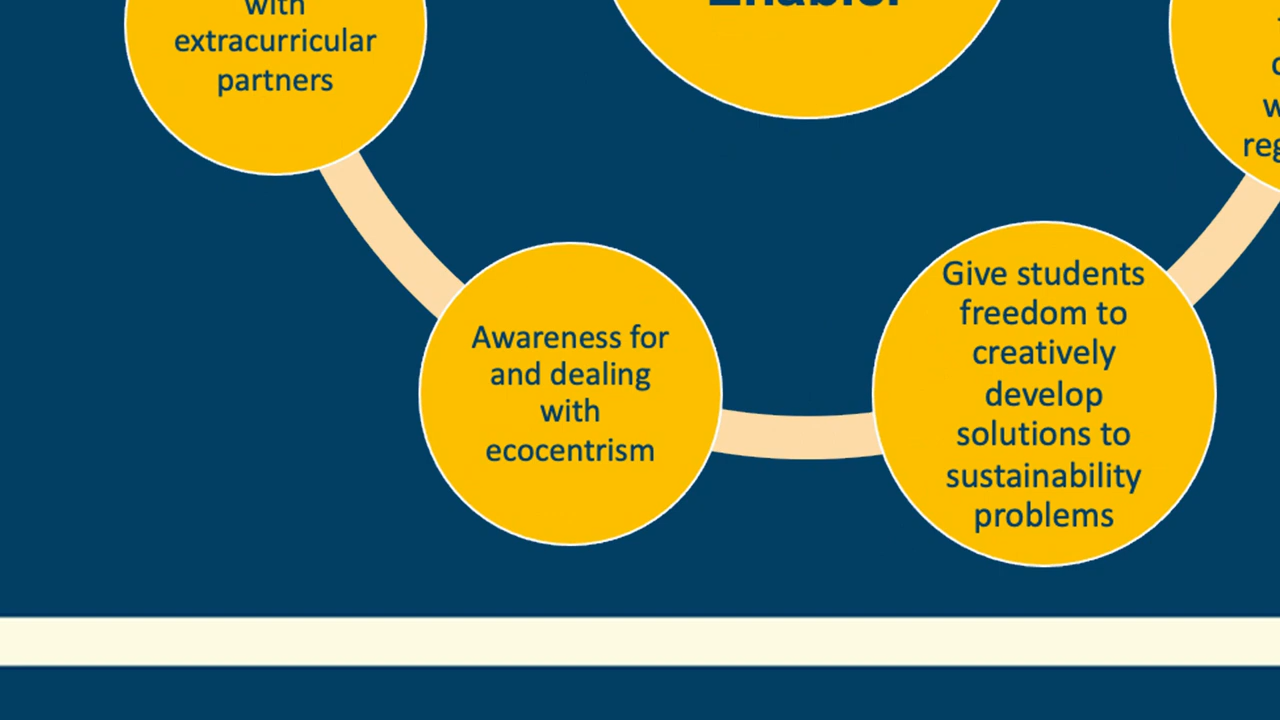 with
extracurricular
partners
Enabler
Awareness for
and dealing
with
ecocentrism
Give students
freedom to
creatively
develop
solutions to
sustainability
problems